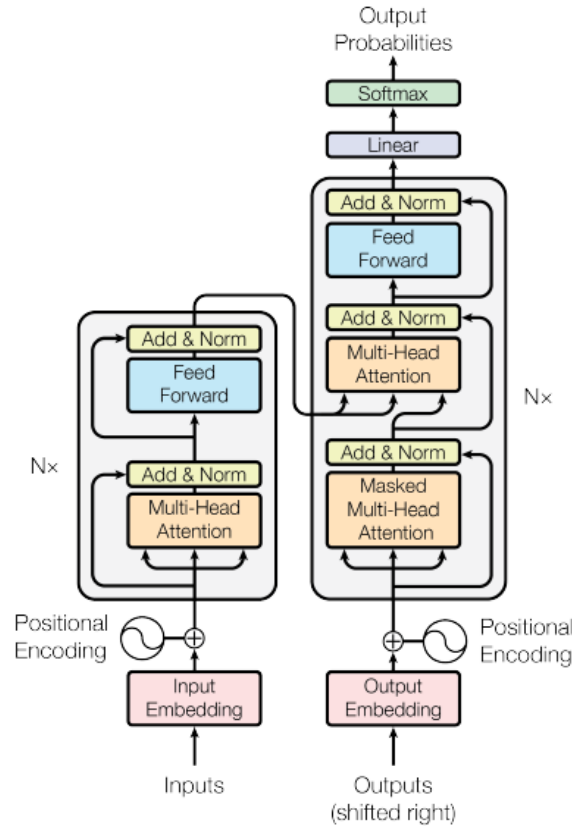 Output
Probabilities
Softmax
Linear
Add & Norm
Feed
Forward
Add & Norm
Multi-Head
Attention
Add & Norm
Masked
Multi-Head
Attention
N×
Add & Norm
Feed
Forward
Add & Norm
Multi-Head
Attention
N×
Positional
Encoding
Positional
Encoding
Input
Embedding
Output
Embedding
Inputs
Outputs
(shifted right)